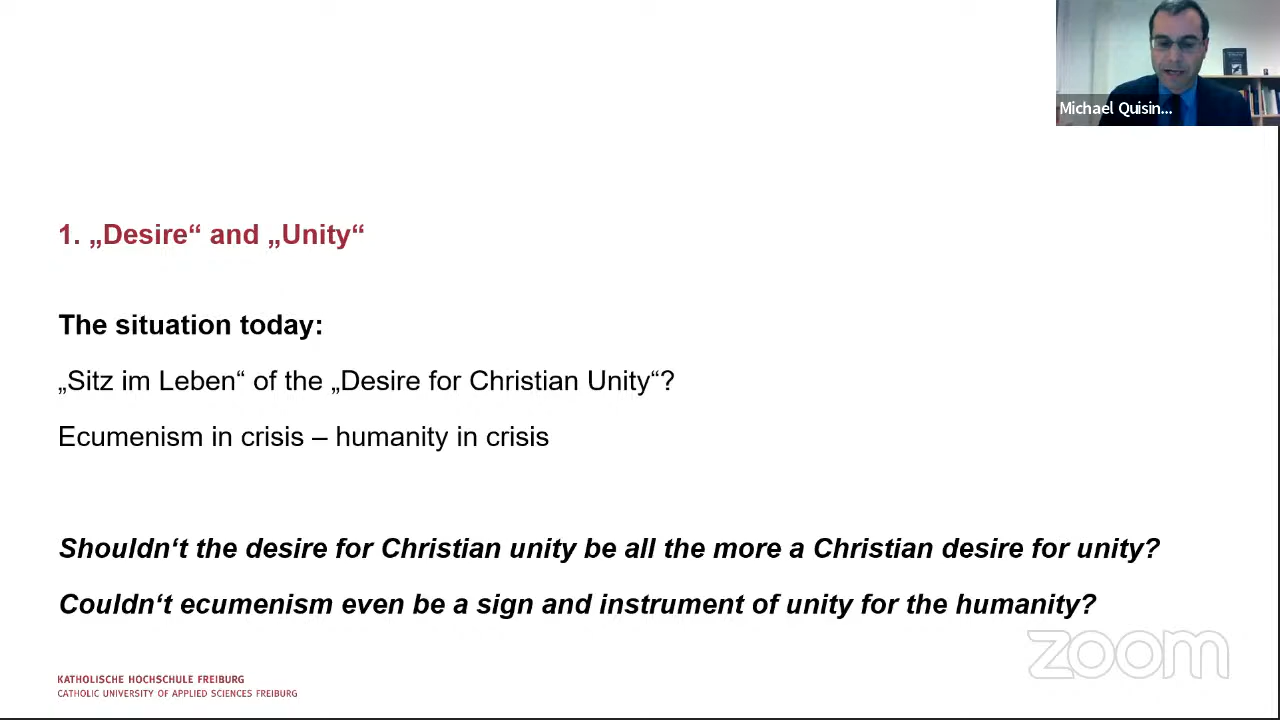 Michael Quisin...
1. „Desire“ and „Unity“
The situation today:
„Sitz im Leben“ of the „Desire for Christian Unity“?
Ecumenism in crisis – humanity in crisis
Shouldn‘t the desire for Christian unity be all the more a Christian desire for unity?
Couldn‘t ecumenism even be a sign and instrument of unity for the humanity?
zoom
KATHOLISCHE HOCHSCHULE FREIBURG
CATHOLIC UNIVERSITY OF APPLIED SCIENCES FREIBURG